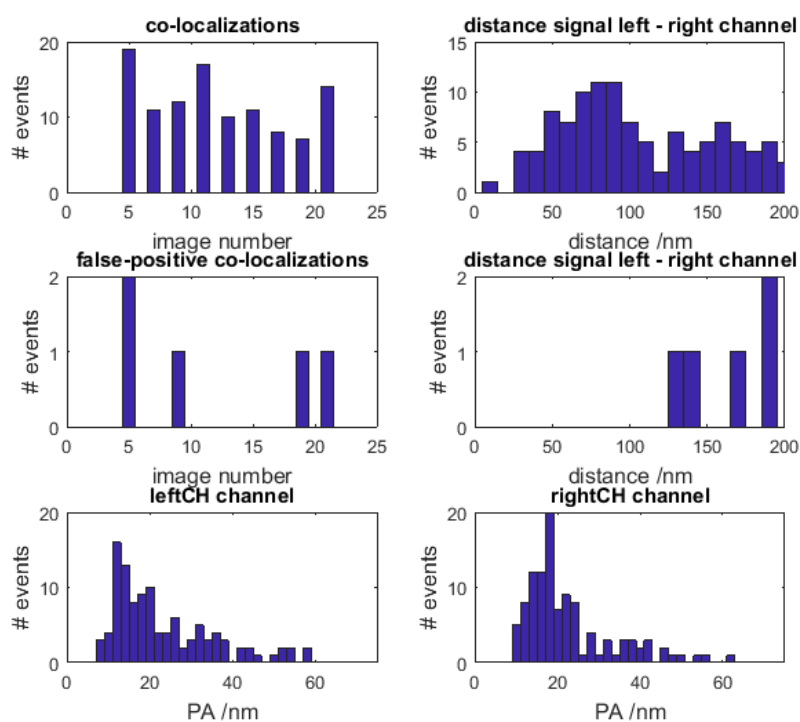 co-localizations
# events
20
10
0
0 5 10 15 20 25
image number
distance signal left - right channel
# events
15
10
5
0
0 50 100 150 200
distance /nm
false-positive co-localizations
# events
2
1
0
0 5 10 15 20 25
image number
distance signal left - right channel
# events
2
1
0
0 50 100 150 200
distance /nm
leftCH channel
# events
20
10
0
0 20 40 60
PA /nm
rightCH channel
# events
20
10
0
0 20 40 60
PA /nm